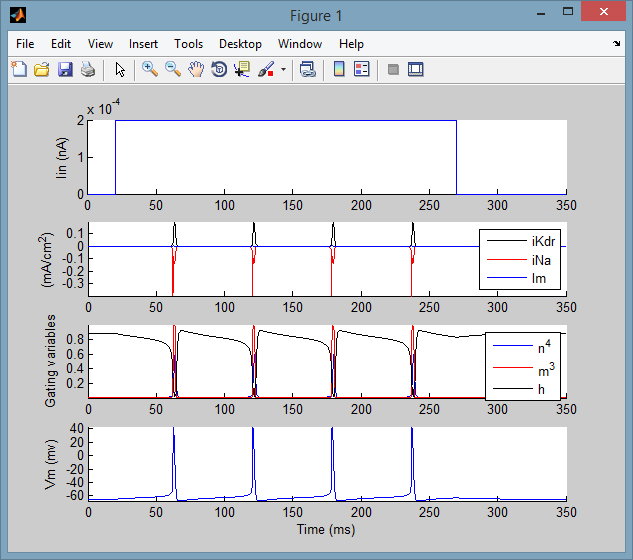 Figure 1
File Edit View Insert Tools Desktop Window Help
x 10^-4
Iin (nA)
2
1
0
0 50 100 150 200 250 300 350
(mA/cm²)
0.1
0
-0.1
-0.2
-0.3
iKdr
iNa
Im
0 50 100 150 200 250 300 350
Gating variables
0.8
0.6
0.4
0.2
n⁴
m³
h
0 50 100 150 200 250 300 350
Vm (mv)
40
20
0
-20
-40
-60
0 50 100 150 200 250 300 350
Time (ms)